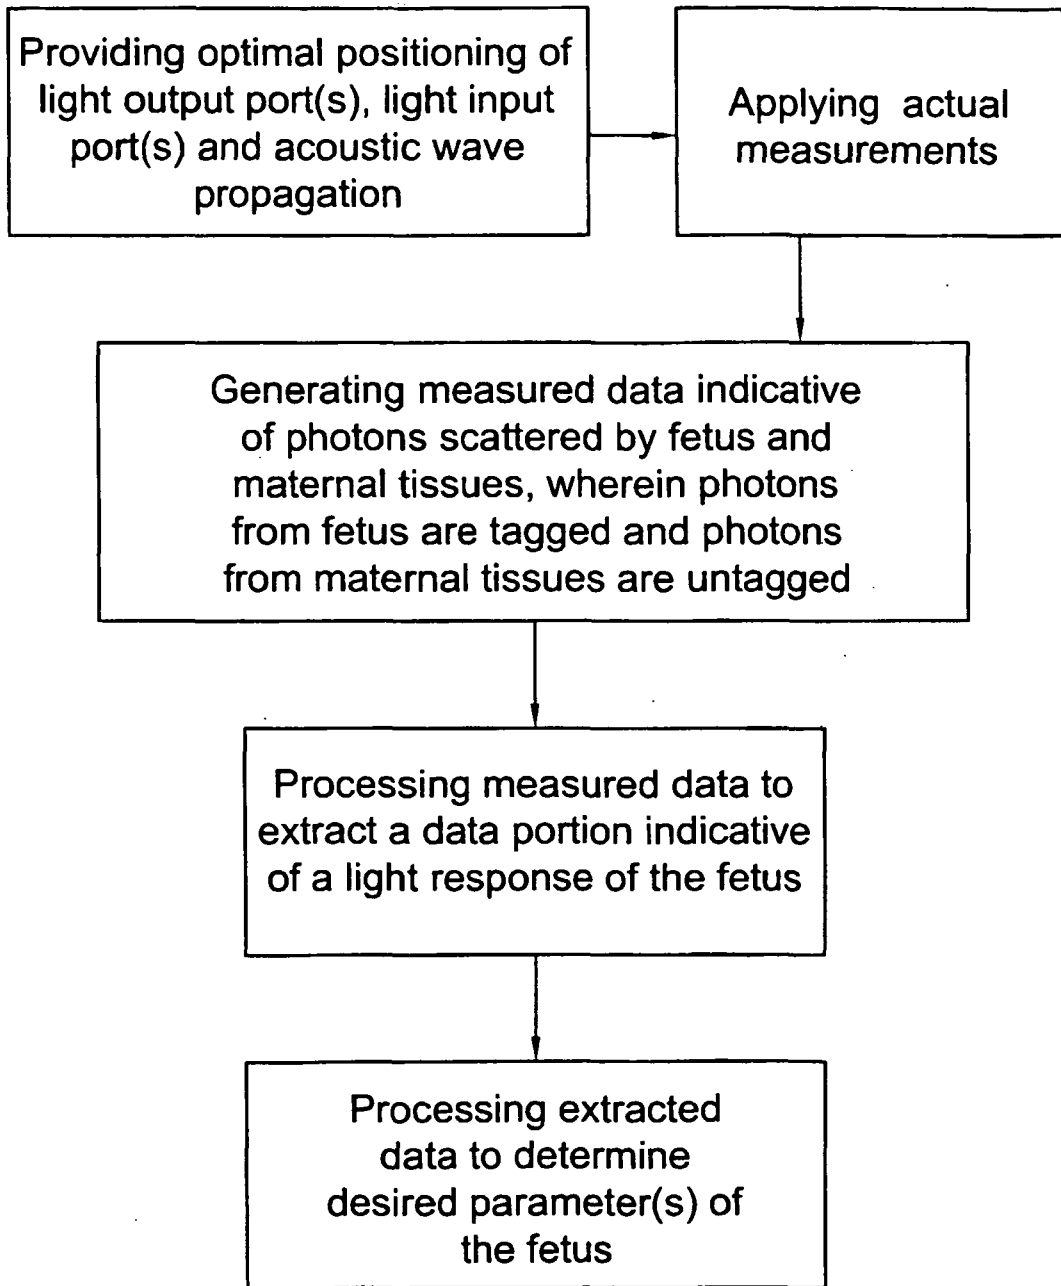 Providing optimal positioning of
light output port(s), light input
port(s) and acoustic wave
propagation
Applying actual
measurements
Generating measured data indicative
of photons scattered by fetus and
maternal tissues, wherein photons
from fetus are tagged and photons
from maternal tissues are untagged
Processing measured data to
extract a data portion indicative
of a light response of the fetus
Processing extracted
data to determine
desired parameter(s) of
the fetus